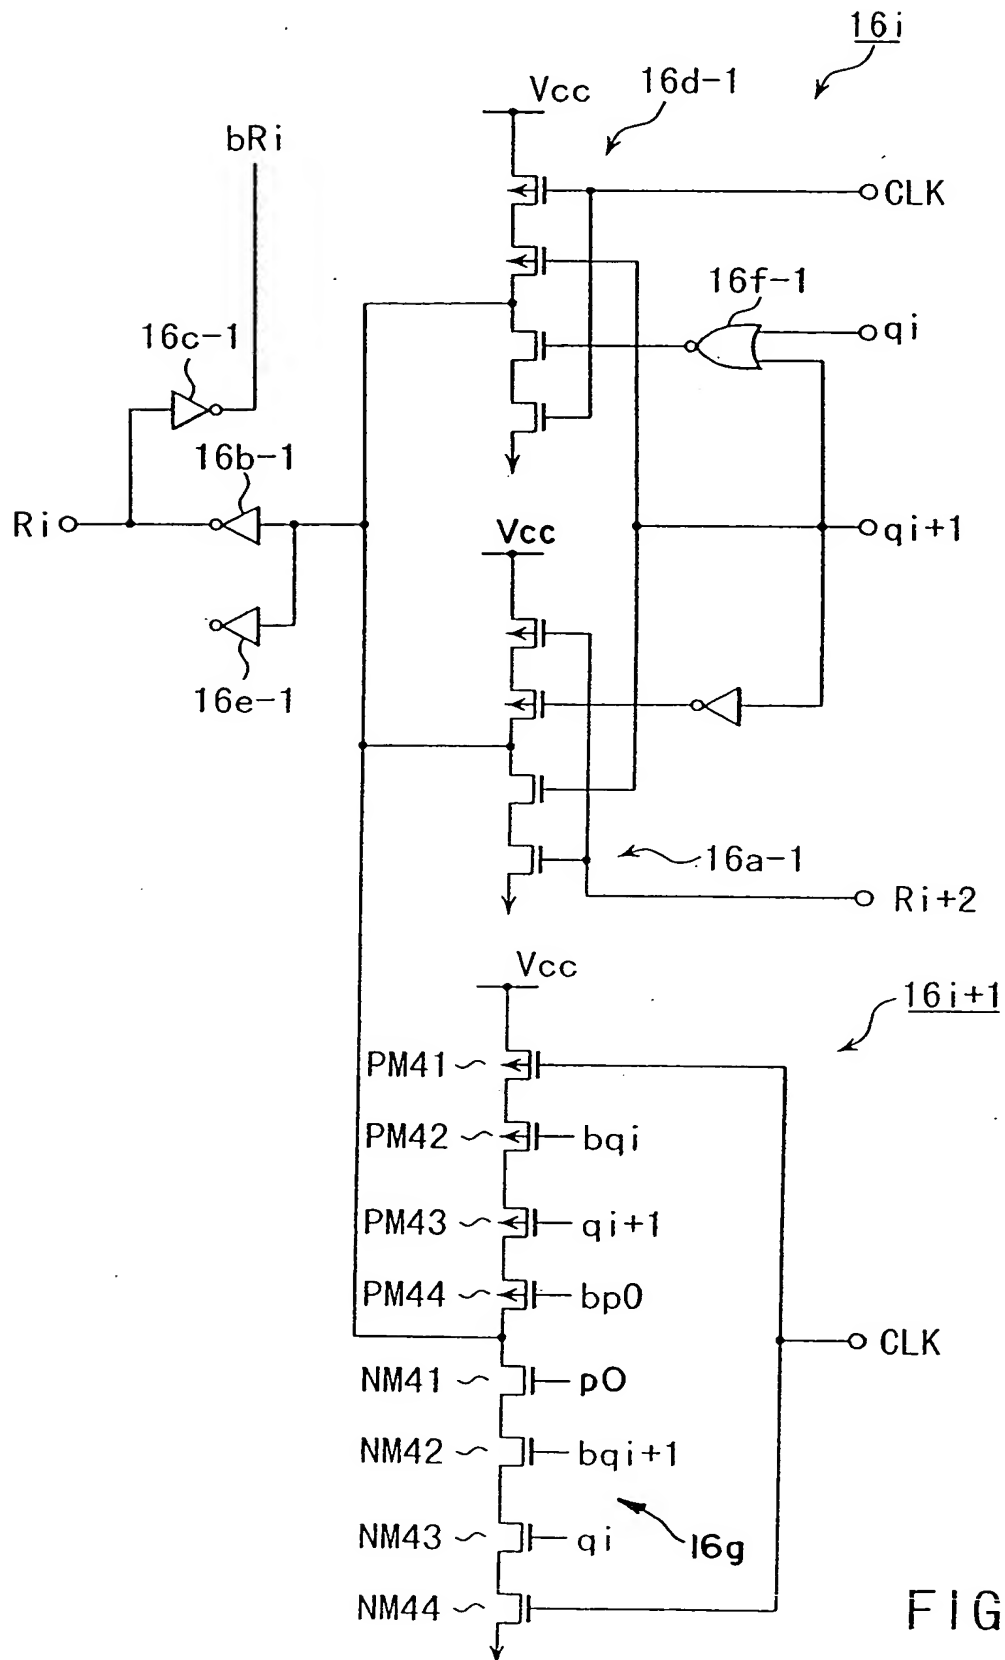 16i
16d-1
Vcc
bRi
CLK
16f-1
qi
16c-1
16b-1
Ri
Vcc
qi+1
16e-1
16a-1
Ri+2
Vcc
16i+1
PM41
PM42
bqi
PM43
qi+1
PM44
bp0
CLK
NM41
p0
NM42
bqi+1
NM43
qi
16g
NM44
FIG